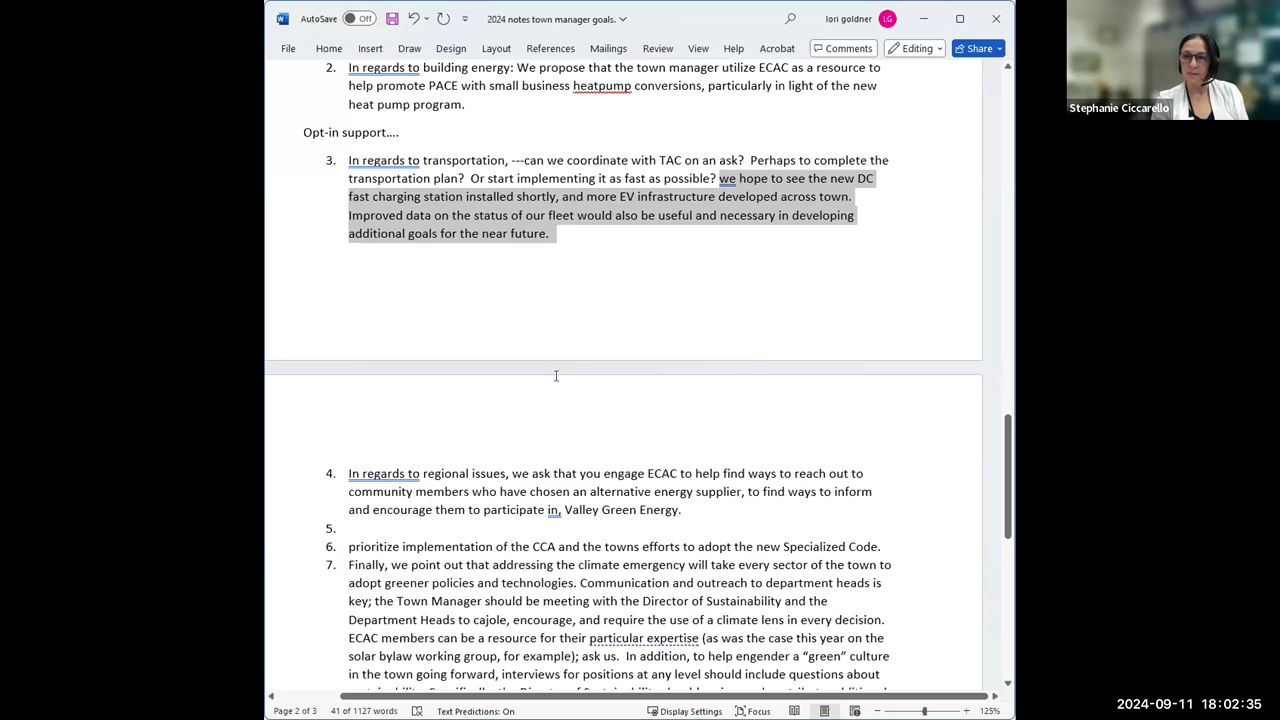 AutoSave
Off
2024 notes town manager goals.
lori goldner
LG
File Home Insert Draw Design Layout References Mailings Review View Help Acrobat
Comments
Editing
Share
2. In regards to building energy: We propose that the town manager utilize ECAC as a resource to
help promote PACE with small business heatpump conversions, particularly in light of the new
heat pump program.
Opt-in support....
3. In regards to transportation, ---can we coordinate with TAC on an ask? Perhaps to complete the
transportation plan? Or start implementing it as fast as possible? we hope to see the new DC
fast charging station installed shortly, and more EV infrastructure developed across town.
Improved data on the status of our fleet would also be useful and necessary in developing
additional goals for the near future.
4. In regards to regional issues, we ask that you engage ECAC to help find ways to reach out to
community members who have chosen an alternative energy supplier, to find ways to inform
and encourage them to participate in, Valley Green Energy.
5.
6. prioritize implementation of the CCA and the towns efforts to adopt the new Specialized Code.
7. Finally, we point out that addressing the climate emergency will take every sector of the town to
adopt greener policies and technologies. Communication and outreach to department heads is
key; the Town Manager should be meeting with the Director of Sustainability and the
Department Heads to cajole, encourage, and require the use of a climate lens in every decision.
ECAC members can be a resource for their particular expertise (as was the case this year on the
solar bylaw working group, for example); ask us. In addition, to help engender a “green” culture
in the town going forward, interviews for positions at any level should include questions about
Page 2 of 3
41 of 1127 words
Text Predictions: On
Display Settings
Focus
125%
Stephanie Ciccarello
2024-09-11 18:02:35